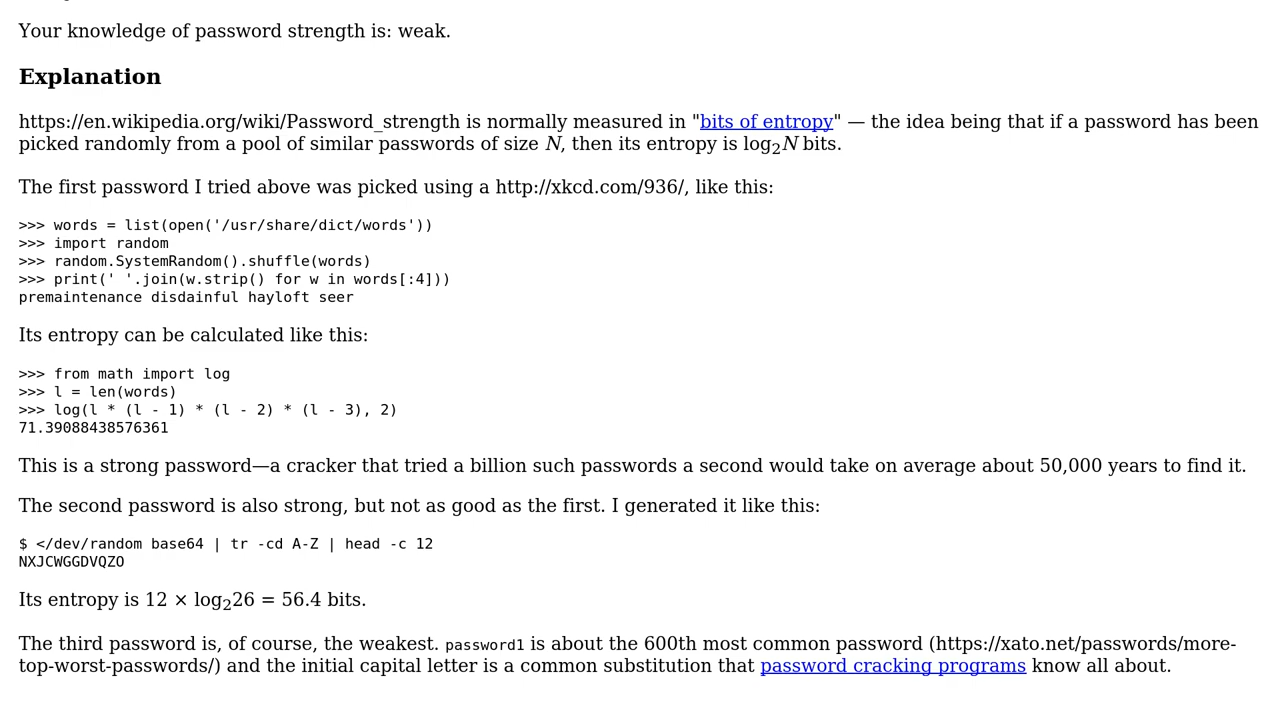 Your knowledge of password strength is: weak.
Explanation
https://en.wikipedia.org/wiki/Password_strength is normally measured in "bits of entropy" — the idea being that if a password has been
picked randomly from a pool of similar passwords of size N, then its entropy is log₂N bits.
The first password I tried above was picked using a http://xkcd.com/936/, like this:
>>> words = list(open('/usr/share/dict/words'))
>>> import random
>>> random.SystemRandom().shuffle(words)
>>> print(' '.join(w.strip() for w in words[:4]))
premaintenance disdainful hayloft seer
Its entropy can be calculated like this:
>>> from math import log
>>> l = len(words)
>>> log(l * (l - 1) * (l - 2) * (l - 3), 2)
71.39088438576361
This is a strong password—a cracker that tried a billion such passwords a second would take on average about 50,000 years to find it.
The second password is also strong, but not as good as the first. I generated it like this:
$ </dev/random base64 | tr -cd A-Z | head -c 12
NXJCWGGDVQZO
Its entropy is 12 × log₂26 = 56.4 bits.
The third password is, of course, the weakest. password1 is about the 600th most common password (https://xato.net/passwords/more-
top-worst-passwords/) and the initial capital letter is a common substitution that password cracking programs know all about.